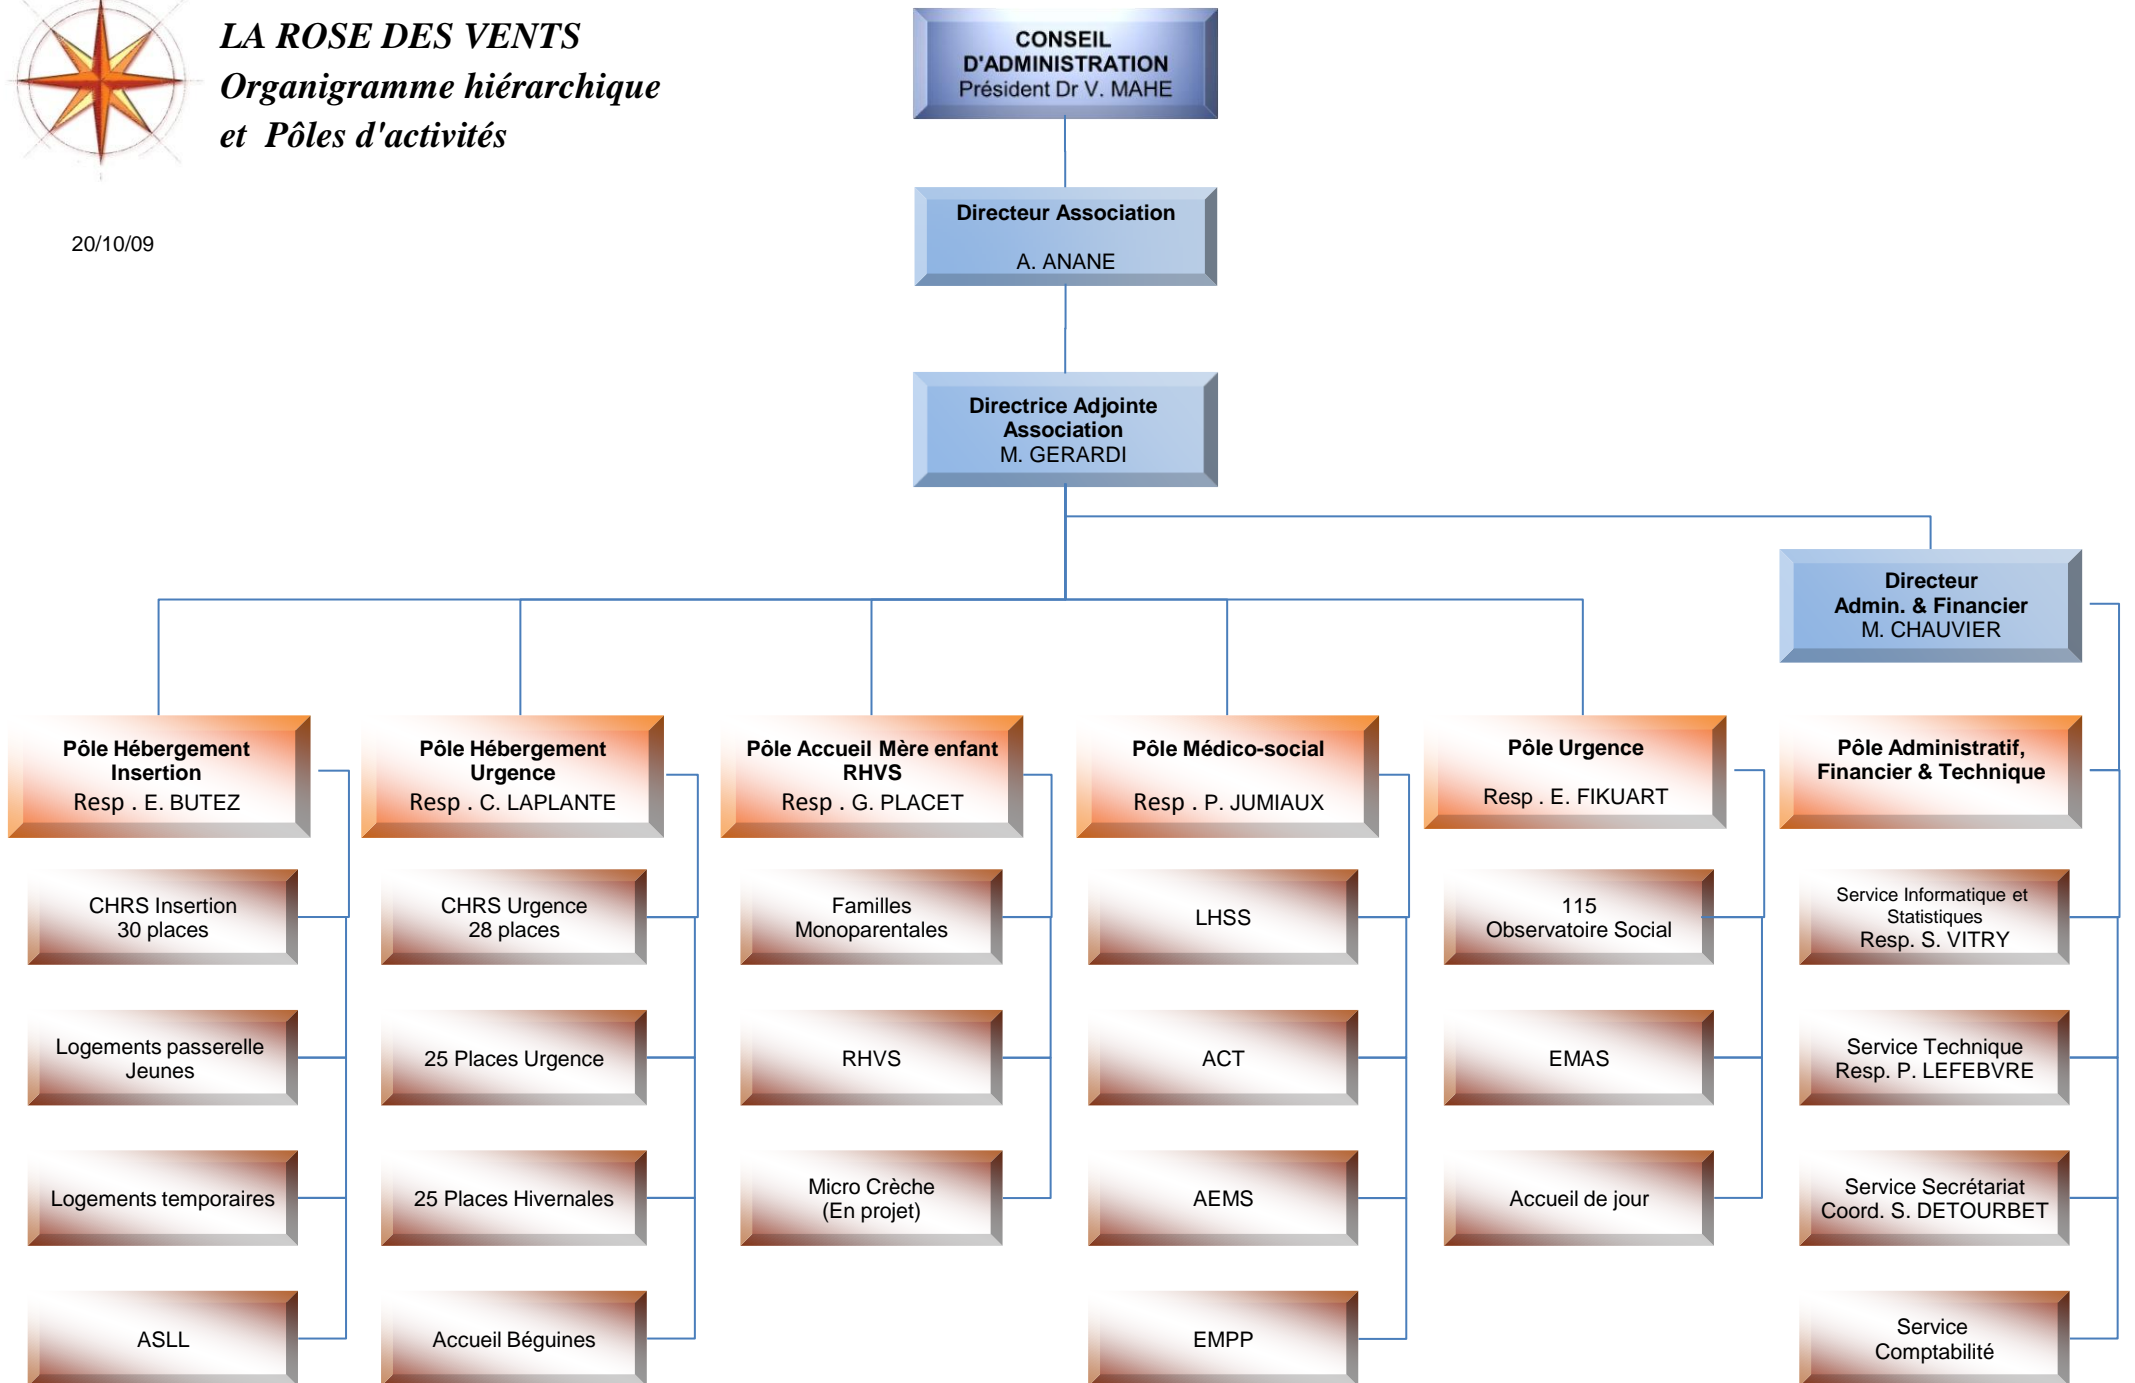 LA ROSE DES VENTS
Organigramme hiérarchique
et Pôles d'activités
20/10/09
CONSEIL
D'ADMINISTRATION
Président Dr V. MAHE
Directeur Association
A. ANANE
Directrice Adjointe
Association
M. GERARDI
Directeur
Admin. & Financier
M. CHAUVIER
Pôle Hébergement
Insertion
Resp . E. BUTEZ
Pôle Hébergement
Urgence
Resp . C. LAPLANTE
Pôle Accueil Mère enfant
RHVS
Resp . G. PLACET
Pôle Médico-social
Resp . P. JUMIAUX
Pôle Urgence
Resp . E. FIKUART
Pôle Administratif,
Financier & Technique
CHRS Insertion
30 places
CHRS Urgence
28 places
Familles
Monoparentales
LHSS
115
Observatoire Social
Service Informatique et
Statistiques
Resp. S. VITRY
Logements passerelle
Jeunes
25 Places Urgence
RHVS
ACT
EMAS
Service Technique
Resp. P. LEFEBVRE
Logements temporaires
25 Places Hivernales
Micro Crèche
(En projet)
AEMS
Accueil de jour
Service Secrétariat
Coord. S. DETOURBET
ASLL
Accueil Béguines
EMPP
Service
Comptabilité